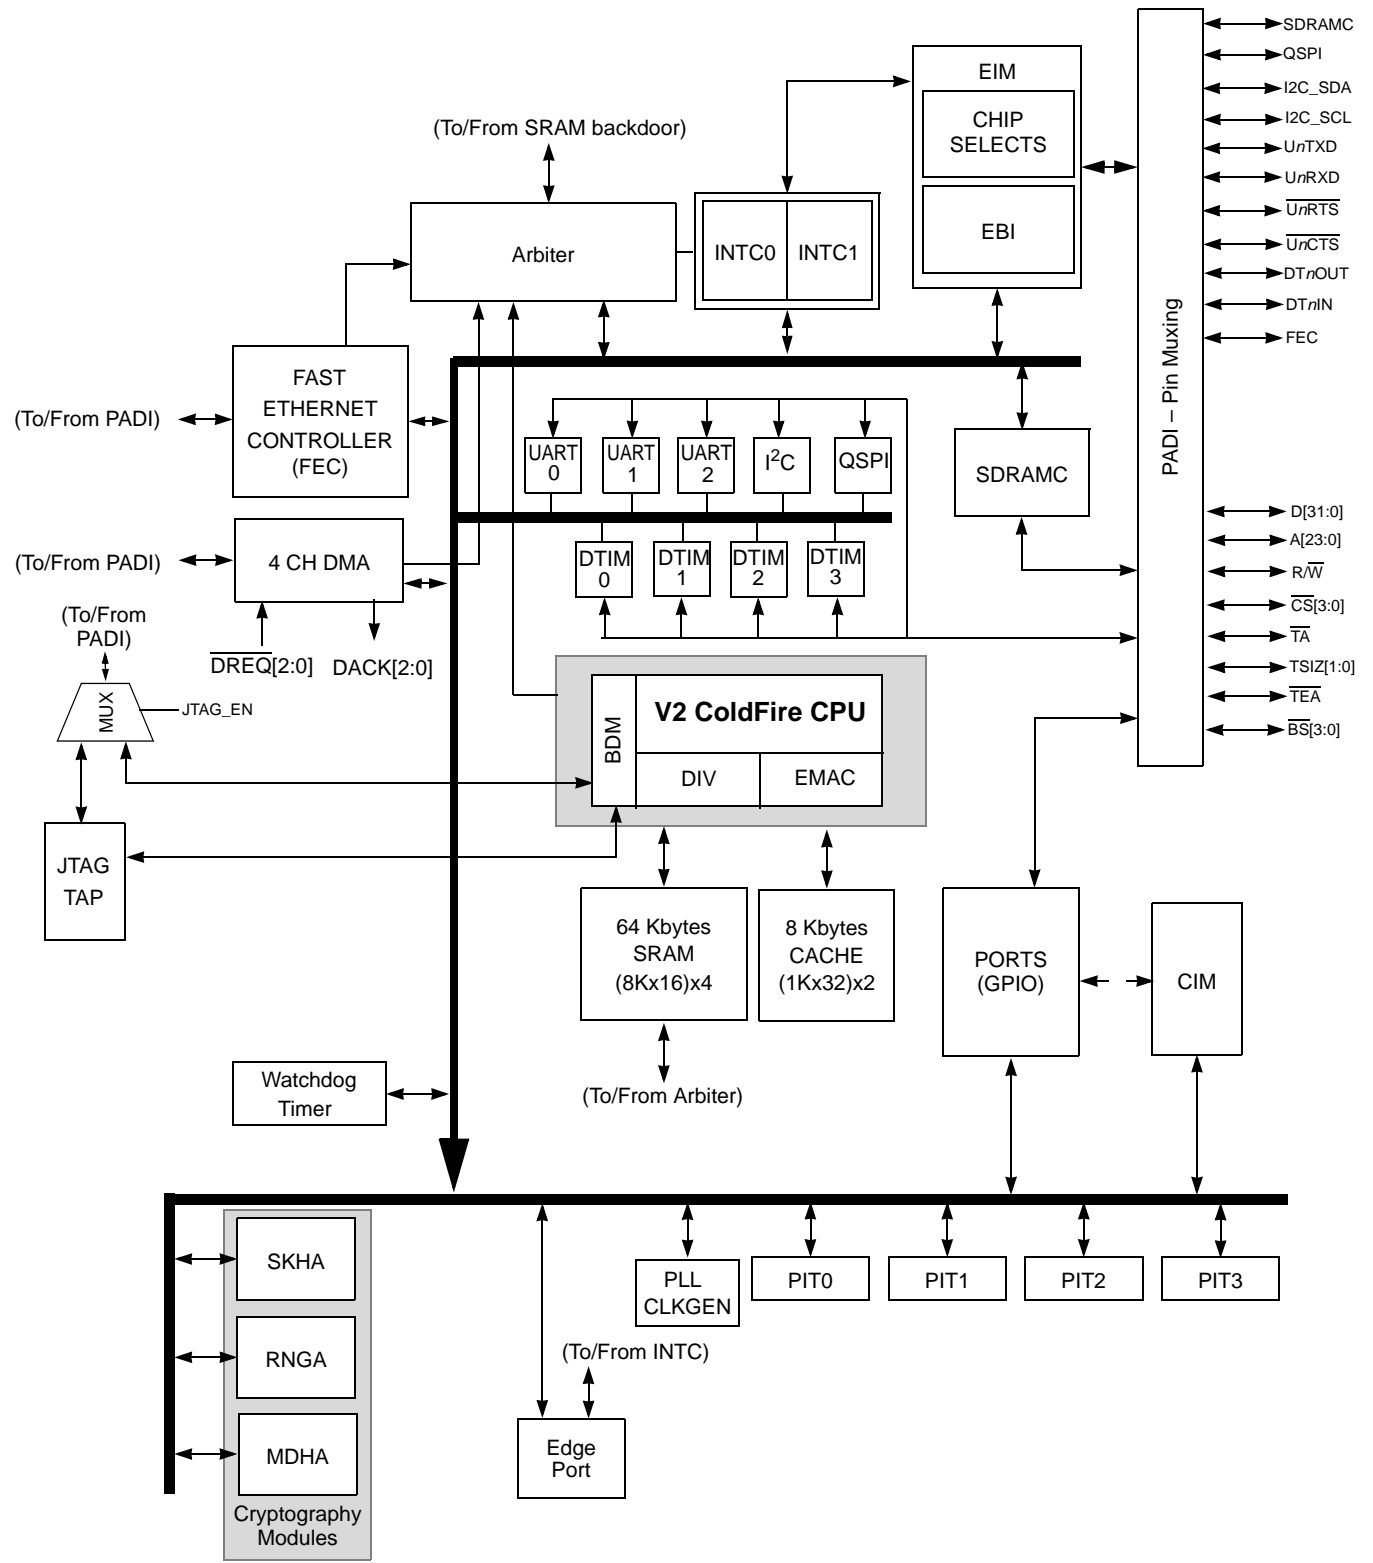 SDRAMC
QSPI
I2C_SDA
I2C_SCL
UnTXD
UnRXD
UnRTS
UnCTS
DTnOUT
DTnIN
FEC
D[31:0]
A[23:0]
R/W
CS[3:0]
TA
TSIZ[1:0]
TEA
BS[3:0]
PADI – Pin Muxing
EIM
CHIP
SELECTS
EBI
(To/From SRAM backdoor)
Arbiter
INTC0
INTC1
FAST
ETHERNET
CONTROLLER
(FEC)
(To/From PADI)
UART
0
UART
1
UART
2
I2C
QSPI
SDRAMC
4 CH DMA
(To/From PADI)
DTIM
0
DTIM
1
DTIM
2
DTIM
3
(To/From
PADI)
DREQ[2:0]
DACK[2:0]
MUX
JTAG_EN
BDM
V2 ColdFire CPU
DIV
EMAC
JTAG
TAP
64 Kbytes
SRAM
(8Kx16)x4
8 Kbytes
CACHE
(1Kx32)x2
PORTS
(GPIO)
CIM
Watchdog
Timer
(To/From Arbiter)
SKHA
RNGA
MDHA
Cryptography
Modules
PLL
CLKGEN
PIT0
PIT1
PIT2
PIT3
(To/From INTC)
Edge
Port